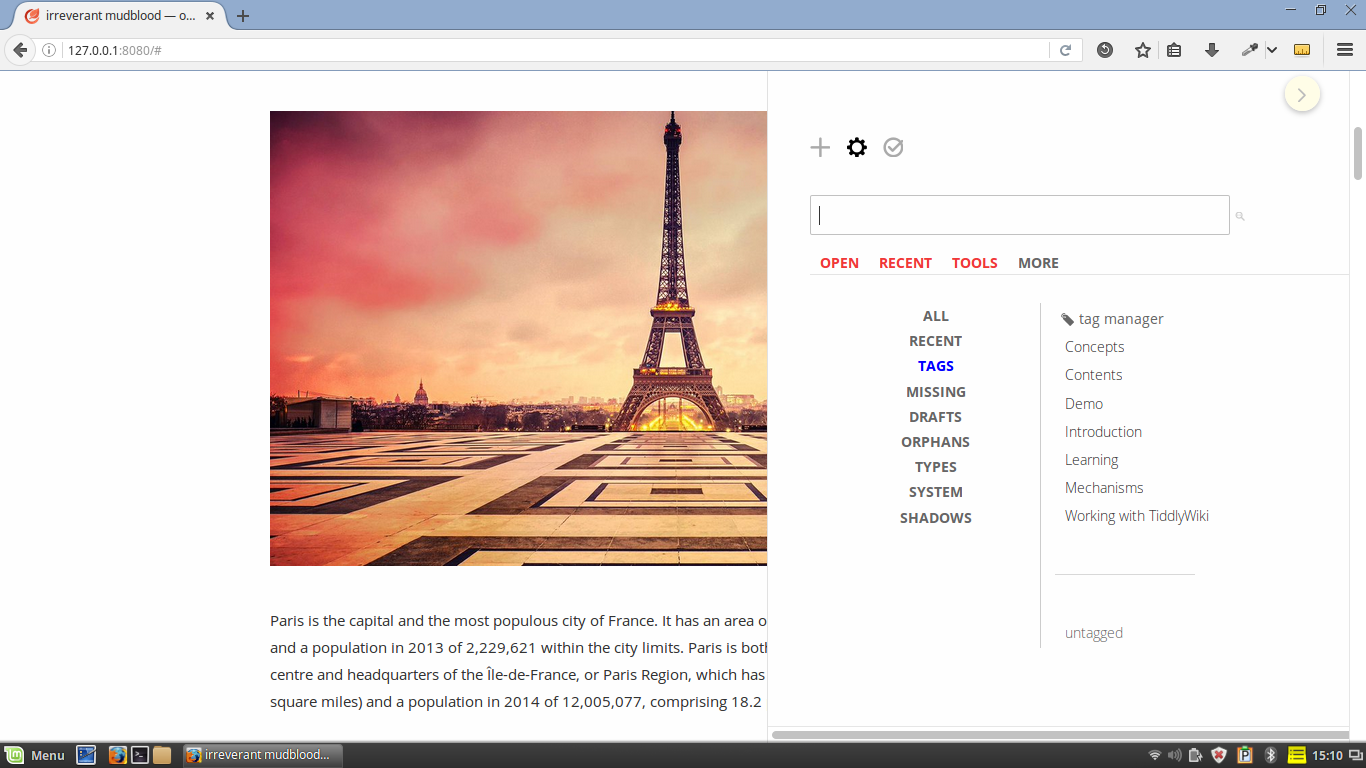 irreverant mudblood — o...
127.0.0.1:8080/#
OPEN RECENT TOOLS MORE
ALL
RECENT
TAGS
MISSING
DRAFTS
ORPHANS
TYPES
SYSTEM
SHADOWS
tag manager
Concepts
Contents
Demo
Introduction
Learning
Mechanisms
Working with TiddlyWiki
untagged
Paris is the capital and the most populous city of France. It has an area o
and a population in 2013 of 2,229,621 within the city limits. Paris is both
centre and headquarters of the Île-de-France, or Paris Region, which has
square miles) and a population in 2014 of 12,005,077, comprising 18.2
Menu
irreverant mudblood...
15:10